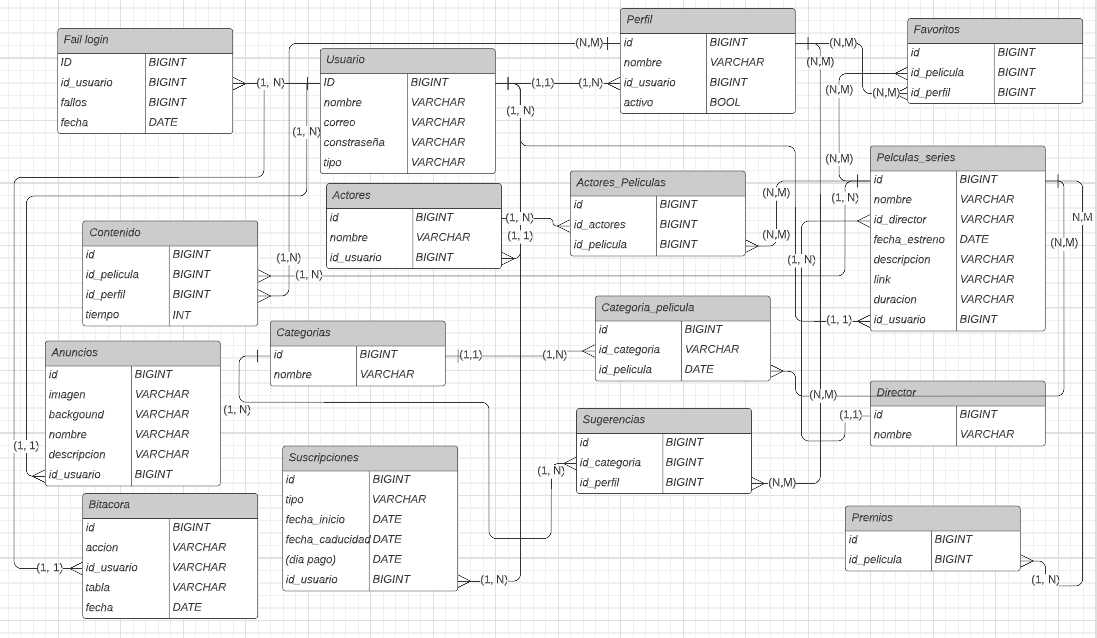 Fail login
ID BIGINT
id_usuario BIGINT
fallos BIGINT
fecha DATE
Usuario
ID BIGINT
nombre VARCHAR
correo VARCHAR
constraseña VARCHAR
tipo VARCHAR
Perfil
id BIGINT
nombre VARCHAR
id_usuario BIGINT
activo BOOL
Favoritos
id BIGINT
id_pelicula BIGINT
id_perfil BIGINT
Pelculas_series
id BIGINT
nombre VARCHAR
id_director VARCHAR
fecha_estreno DATE
descripcion VARCHAR
link VARCHAR
duracion VARCHAR
id_usuario BIGINT
Actores
id BIGINT
nombre VARCHAR
id_usuario BIGINT
Actores_Peliculas
id BIGINT
id_actores BIGINT
id_pelicula BIGINT
Contenido
id BIGINT
id_pelicula BIGINT
id_perfil BIGINT
tiempo INT
Categorias
id BIGINT
nombre VARCHAR
Categoria_pelicula
id BIGINT
id_categoria VARCHAR
id_pelicula DATE
Anuncios
id BIGINT
imagen VARCHAR
backgound VARCHAR
nombre VARCHAR
descripcion VARCHAR
id_usuario BIGINT
Director
id BIGINT
nombre VARCHAR
Sugerencias
id BIGINT
id_categoria BIGINT
id_perfil BIGINT
Suscripciones
id BIGINT
tipo VARCHAR
fecha_inicio DATE
fecha_caducidad DATE
(dia pago) DATE
id_usuario BIGINT
Bitacora
id BIGINT
accion VARCHAR
id_usuario VARCHAR
tabla VARCHAR
fecha DATE
Premios
id BIGINT
id_pelicula BIGINT
(N,M)
(N,M)
(N,M)
(1, N)
(1,1)
(1,N)
(N,M)
(N,M)
(1, N)
(1, N)
(N,M)
(N,M)
(1, N)
(1, N)
(N,M)
(1, 1)
(N,M)
(1,N)
(1, N)
(1, N)
(N,M)
(1, 1)
(1,1)
(1,N)
(N,M)
(1, N)
(1,1)
(1, 1)
(1, N)
(N,M)
(1, 1)
(1, N)
(1, N)